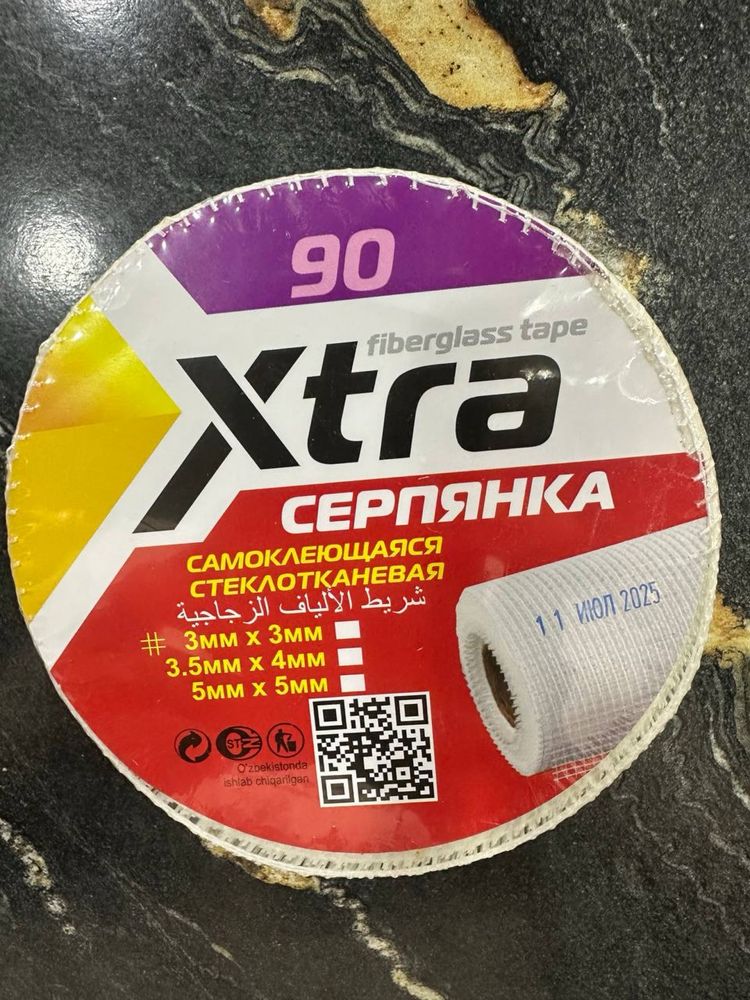 90
fiberglass tape
Xtra
СЕРПЯНКА
САМОКЛЕЮЩАЯСЯ
СТЕКЛОТКАНЕВАЯ
شريط الألياف الزجاجية
# 3мм x 3мм
3.5мм x 4мм
5мм x 5мм
11 ИЮЛ 2025
O'zbekistonda
ishlab chiqarilgan